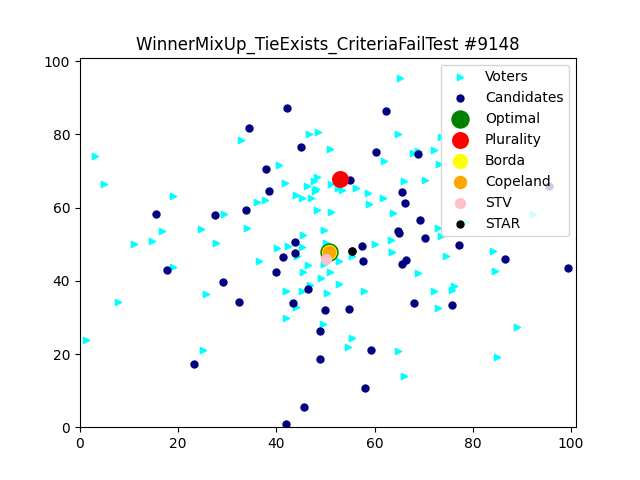 WinnerMixUp_TieExists_CriteriaFailTest #9148
100
80
60
40
20
0
0 20 40 60 80 100
Voters
Candidates
Optimal
Plurality
Borda
Copeland
STV
STAR